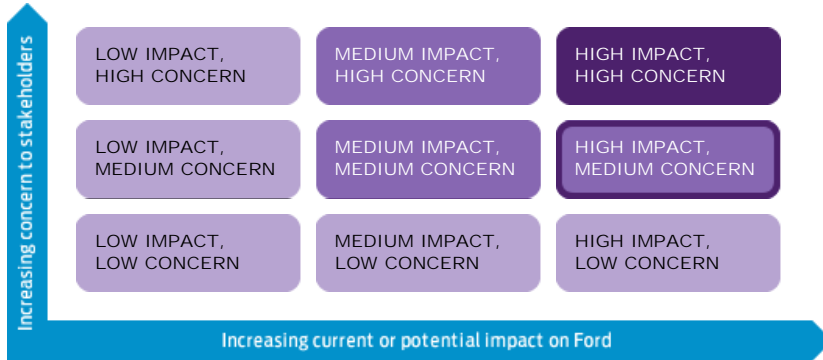 Increasing concern to stakeholders
LOW IMPACT,
HIGH CONCERN
MEDIUM IMPACT,
HIGH CONCERN
HIGH IMPACT,
HIGH CONCERN
LOW IMPACT,
MEDIUM CONCERN
MEDIUM IMPACT,
MEDIUM CONCERN
HIGH IMPACT,
MEDIUM CONCERN
LOW IMPACT,
LOW CONCERN
MEDIUM IMPACT,
LOW CONCERN
HIGH IMPACT,
LOW CONCERN
Increasing current or potential impact on Ford